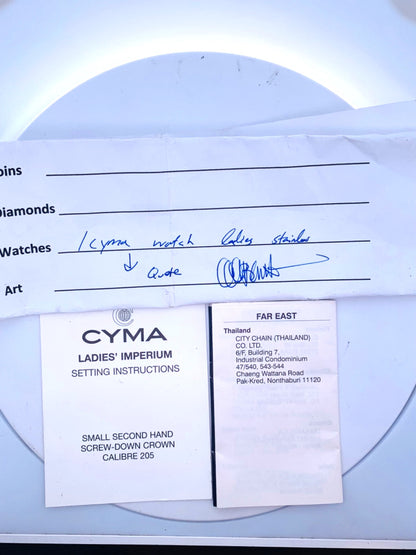 oins
Diamonds
Watches 1 cyma watch ladies stainless
↓ Quote
Art
CYMA
LADIES' IMPERIUM
SETTING INSTRUCTIONS
SMALL SECOND HAND
SCREW-DOWN CROWN
CALIBRE 205
FAR EAST
Thailand
CITY CHAIN (THAILAND)
CO. LTD.
6/F, Building 7,
Industrial Condominium
47/540, 543-544
Chaeng Wattana Road
Pak-Kred, Nonthaburi 11120